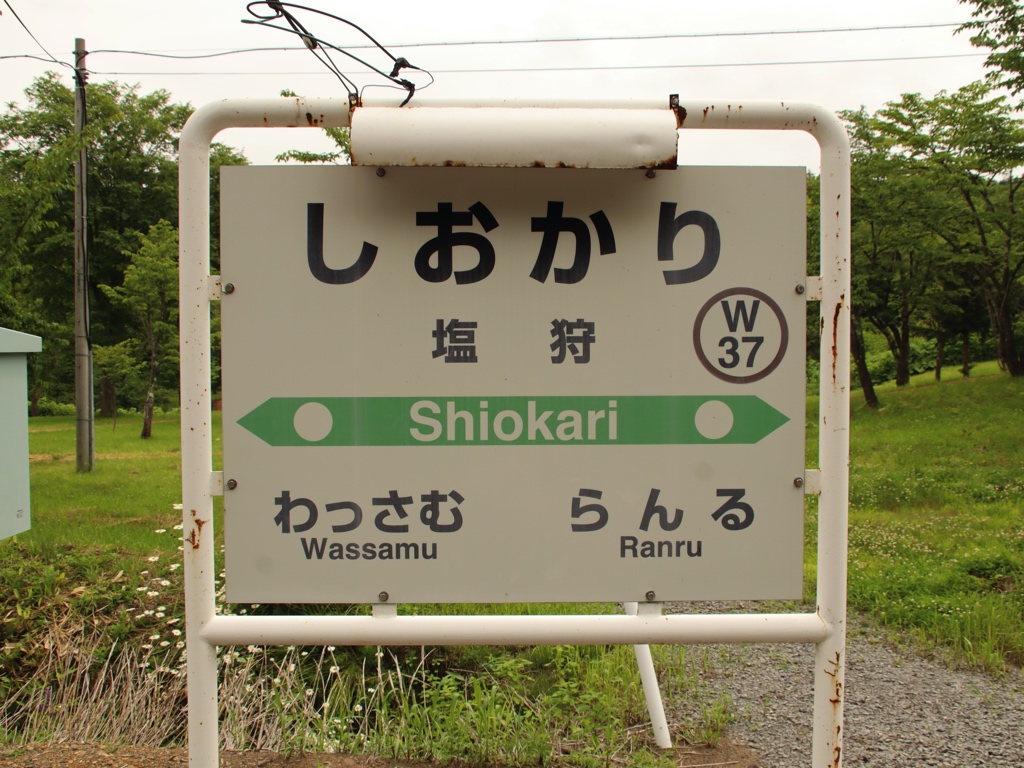 しおかり
塩狩
W
37
Shiokari
わっさむ らんる
Wassamu Ranru